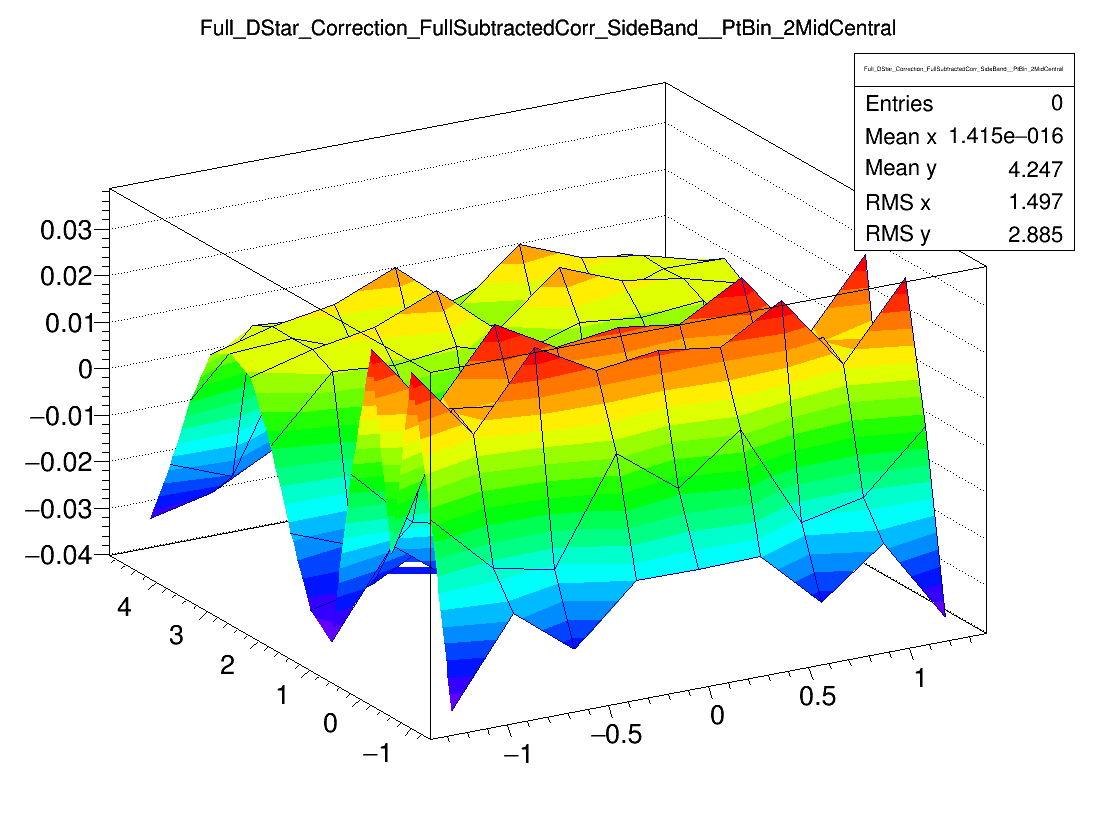 Full_DStar_Correction_FullSubtractedCorr_SideBand__PtBin_2MidCentral
Full_DStar_Correction_FullSubtractedCorr_SideBand__PtBin_2MidCentral
Entries 0
Mean x 1.415e−016
Mean y 4.247
RMS x 1.497
RMS y 2.885
0.03
0.02
0.01
0
−0.01
−0.02
−0.03
−0.04
4
3
2
1
0
−1
−1
−0.5
0
0.5
1